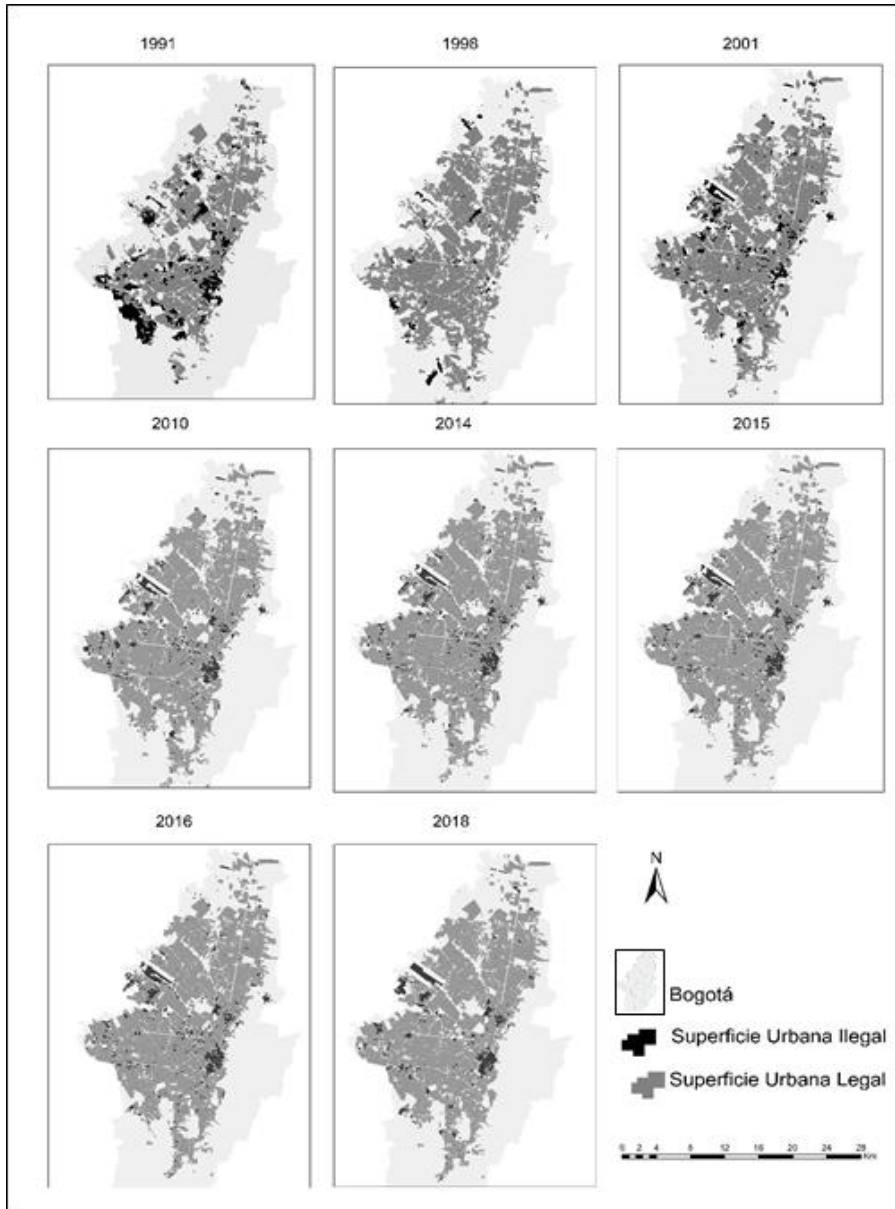 1991 1998 2001
2010 2014 2015
2016 2018
N
Bogotá
Superficie Urbana Ilegal
Superficie Urbana Legal
0 2 4 8 12 16 20 24 28
Km